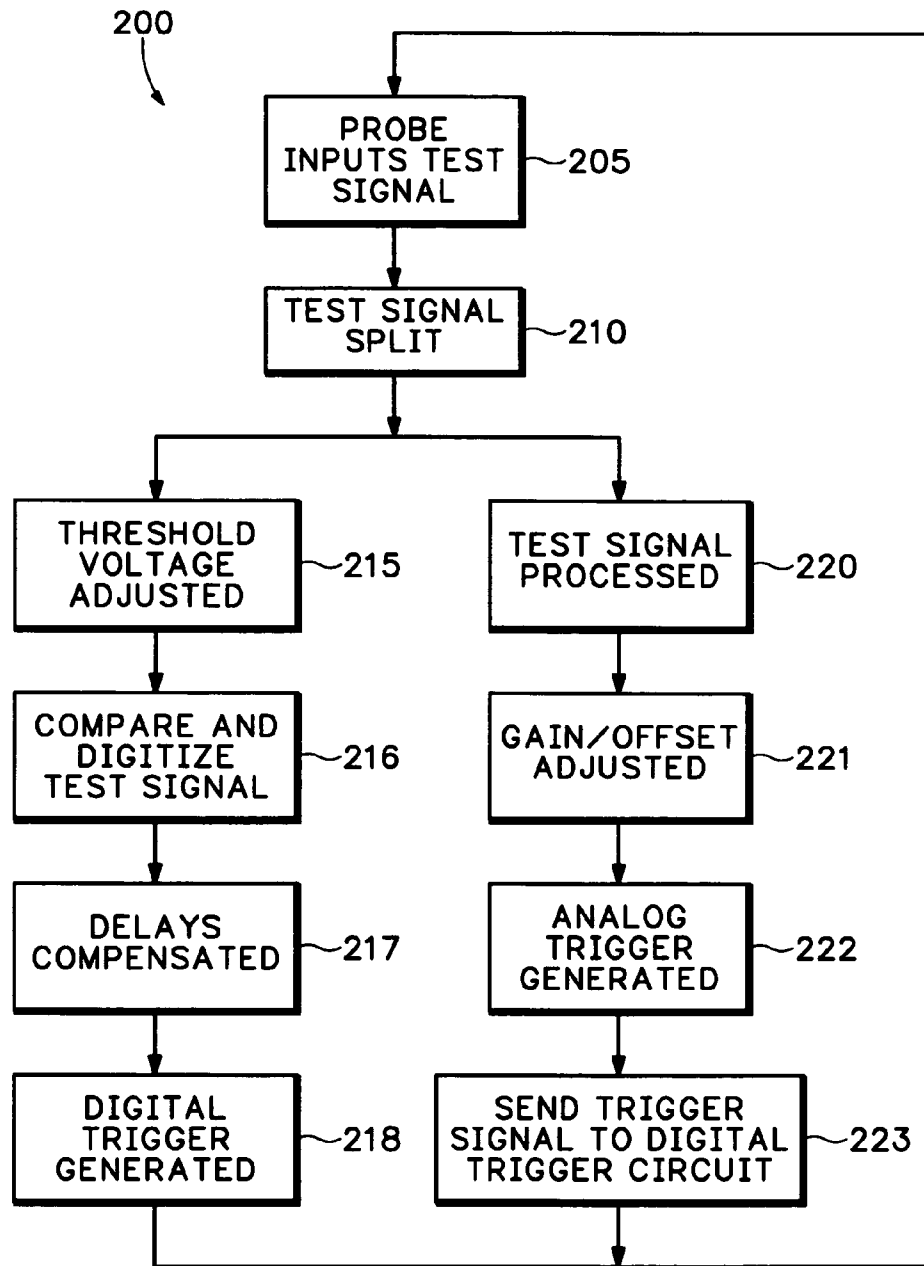 200
PROBE
INPUTS TEST
SIGNAL
205
TEST SIGNAL
SPLIT
210
THRESHOLD
VOLTAGE
ADJUSTED
215
COMPARE AND
DIGITIZE
TEST SIGNAL
216
DELAYS
COMPENSATED
217
DIGITAL
TRIGGER
GENERATED
218
TEST SIGNAL
PROCESSED
220
GAIN/OFFSET
ADJUSTED
221
ANALOG
TRIGGER
GENERATED
222
SEND TRIGGER
SIGNAL TO DIGITAL
TRIGGER CIRCUIT
223